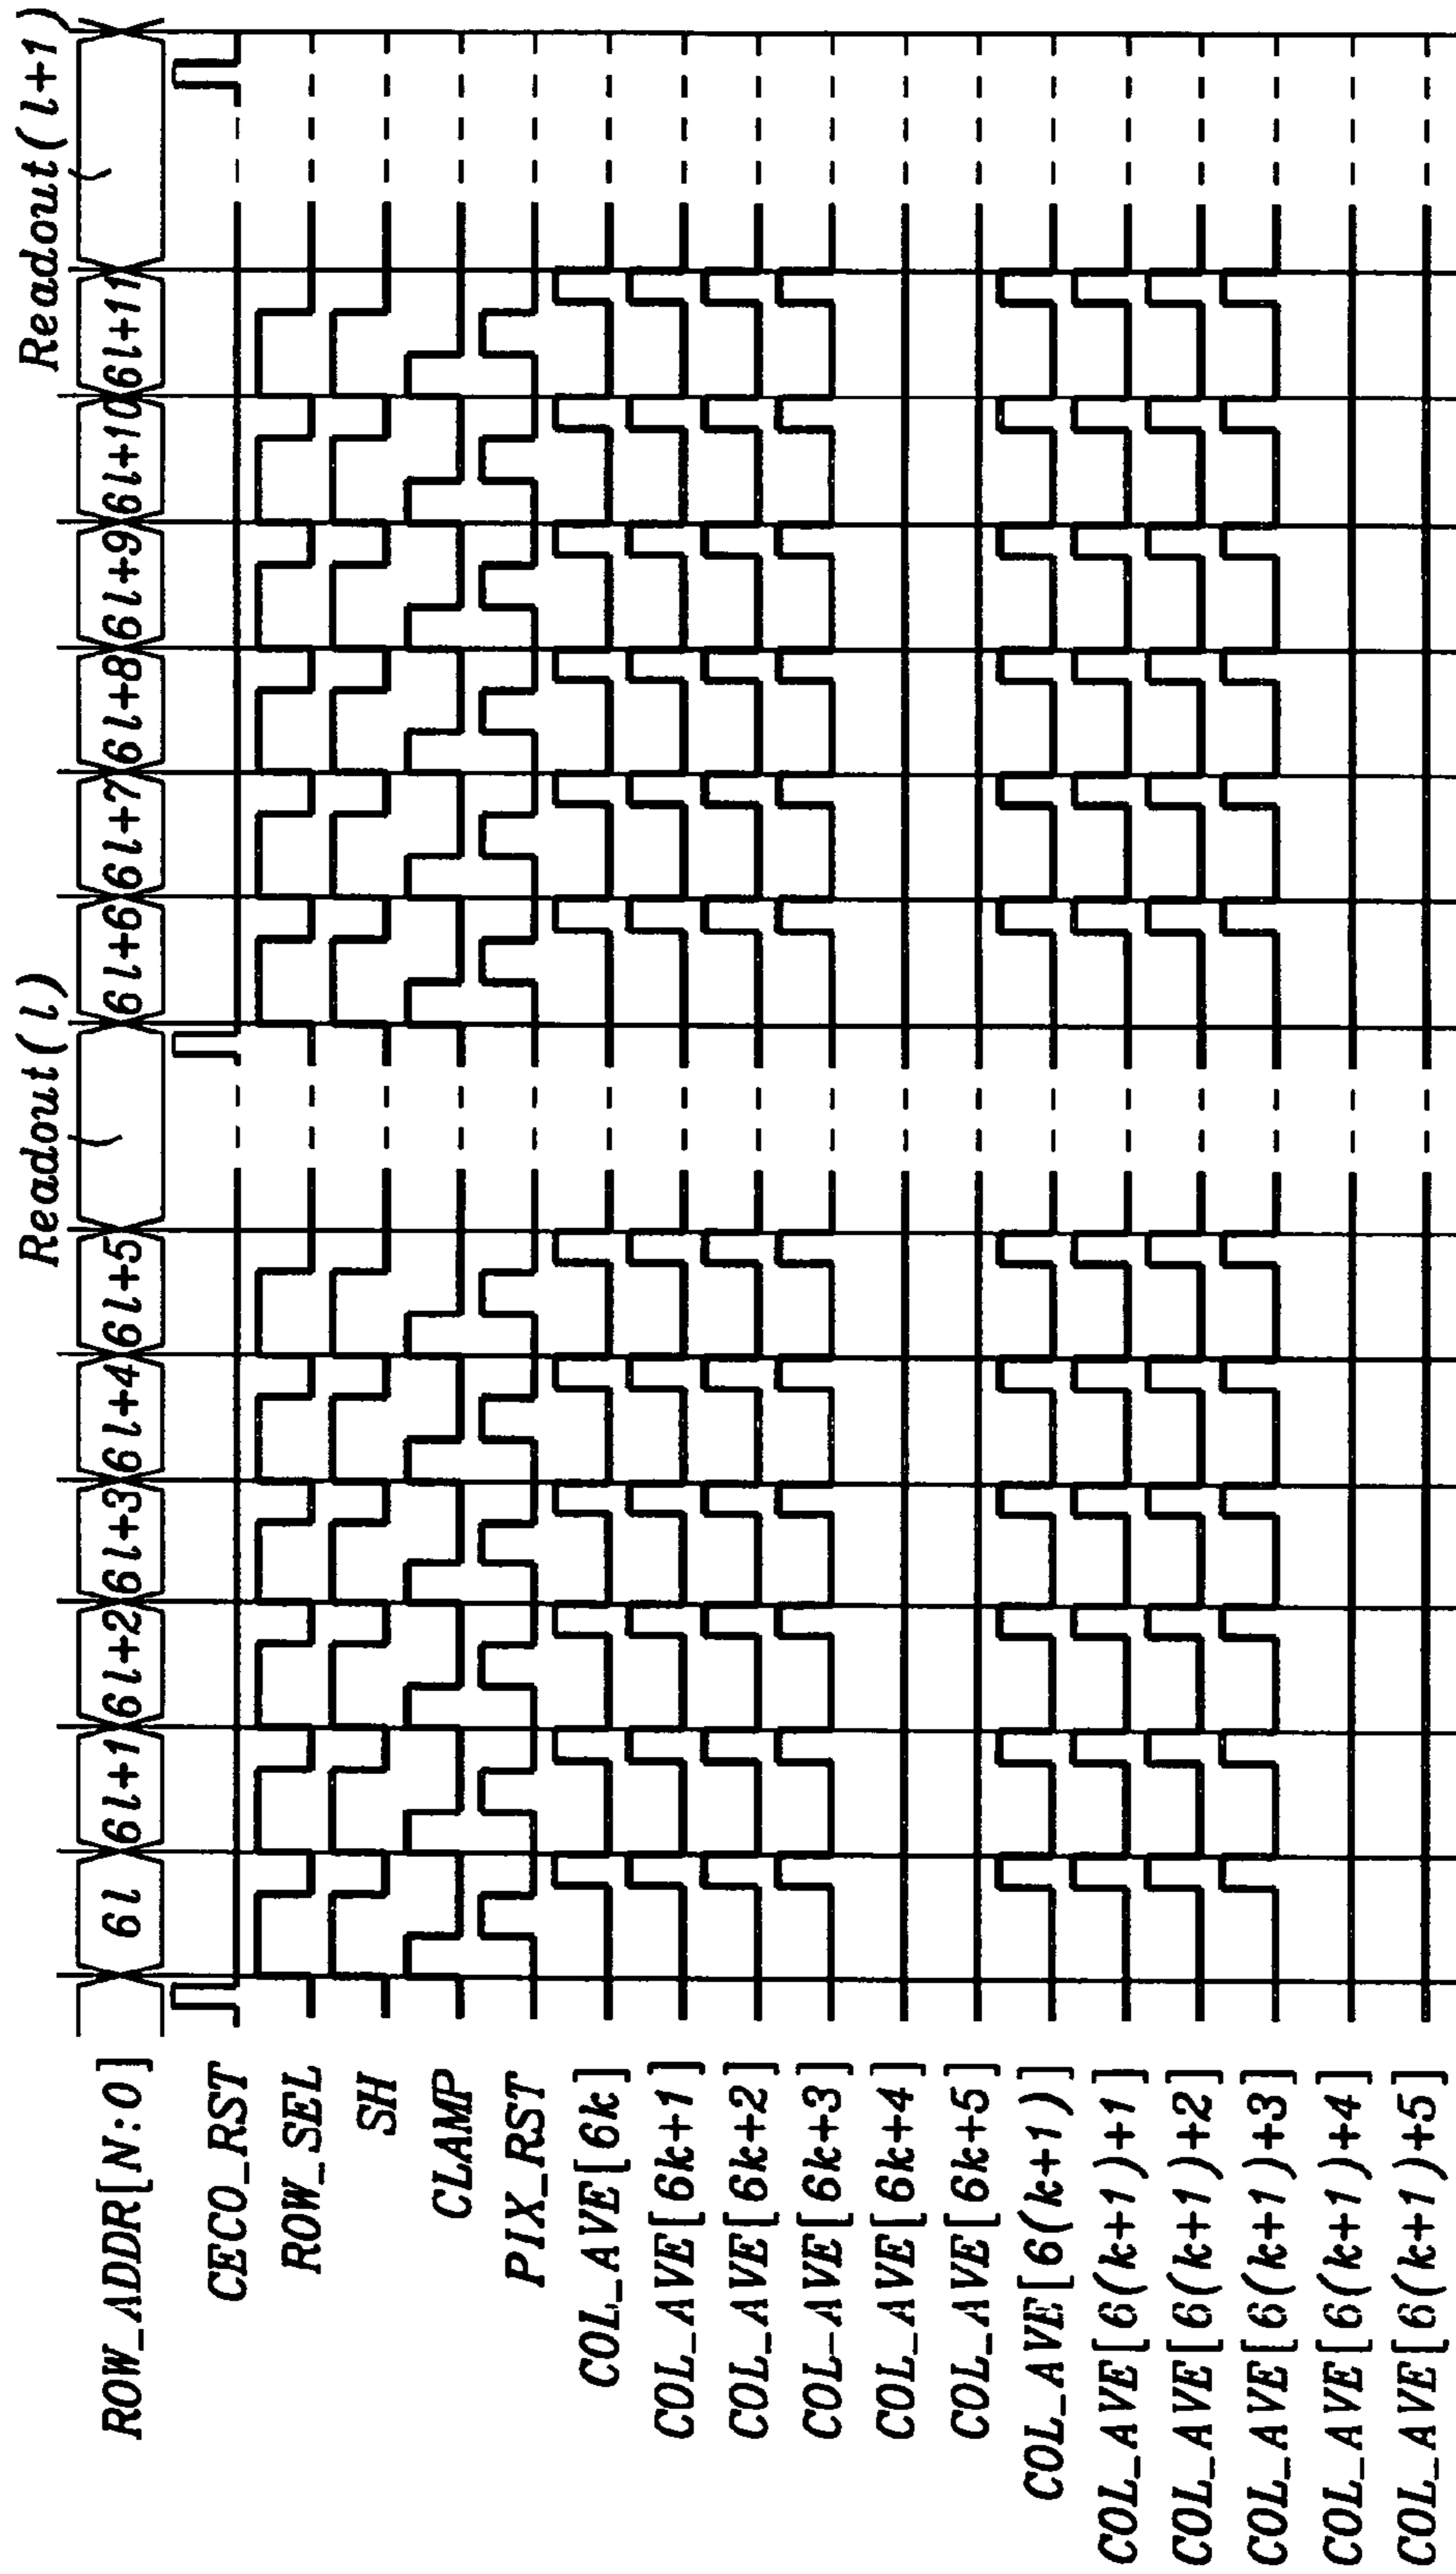 ROW_ADDR[N:0] 6l 6l+1 6l+2 6l+3 6l+4 6l+5 Readout(l) 6l+6 6l+7 6l+8 6l+9 6l+10 6l+11 Readout(l+1)
CECO_RST
ROW_SEL
SH
CLAMP
PIX_RST
COL_AVE[6k]
COL_AVE[6k+1]
COL_AVE[6k+2]
COL_AVE[6k+3]
COL_AVE[6k+4]
COL_AVE[6k+5]
COL_AVE[6(k+1)]
COL_AVE[6(k+1)+1]
COL_AVE[6(k+1)+2]
COL_AVE[6(k+1)+3]
COL_AVE[6(k+1)+4]
COL_AVE[6(k+1)+5]